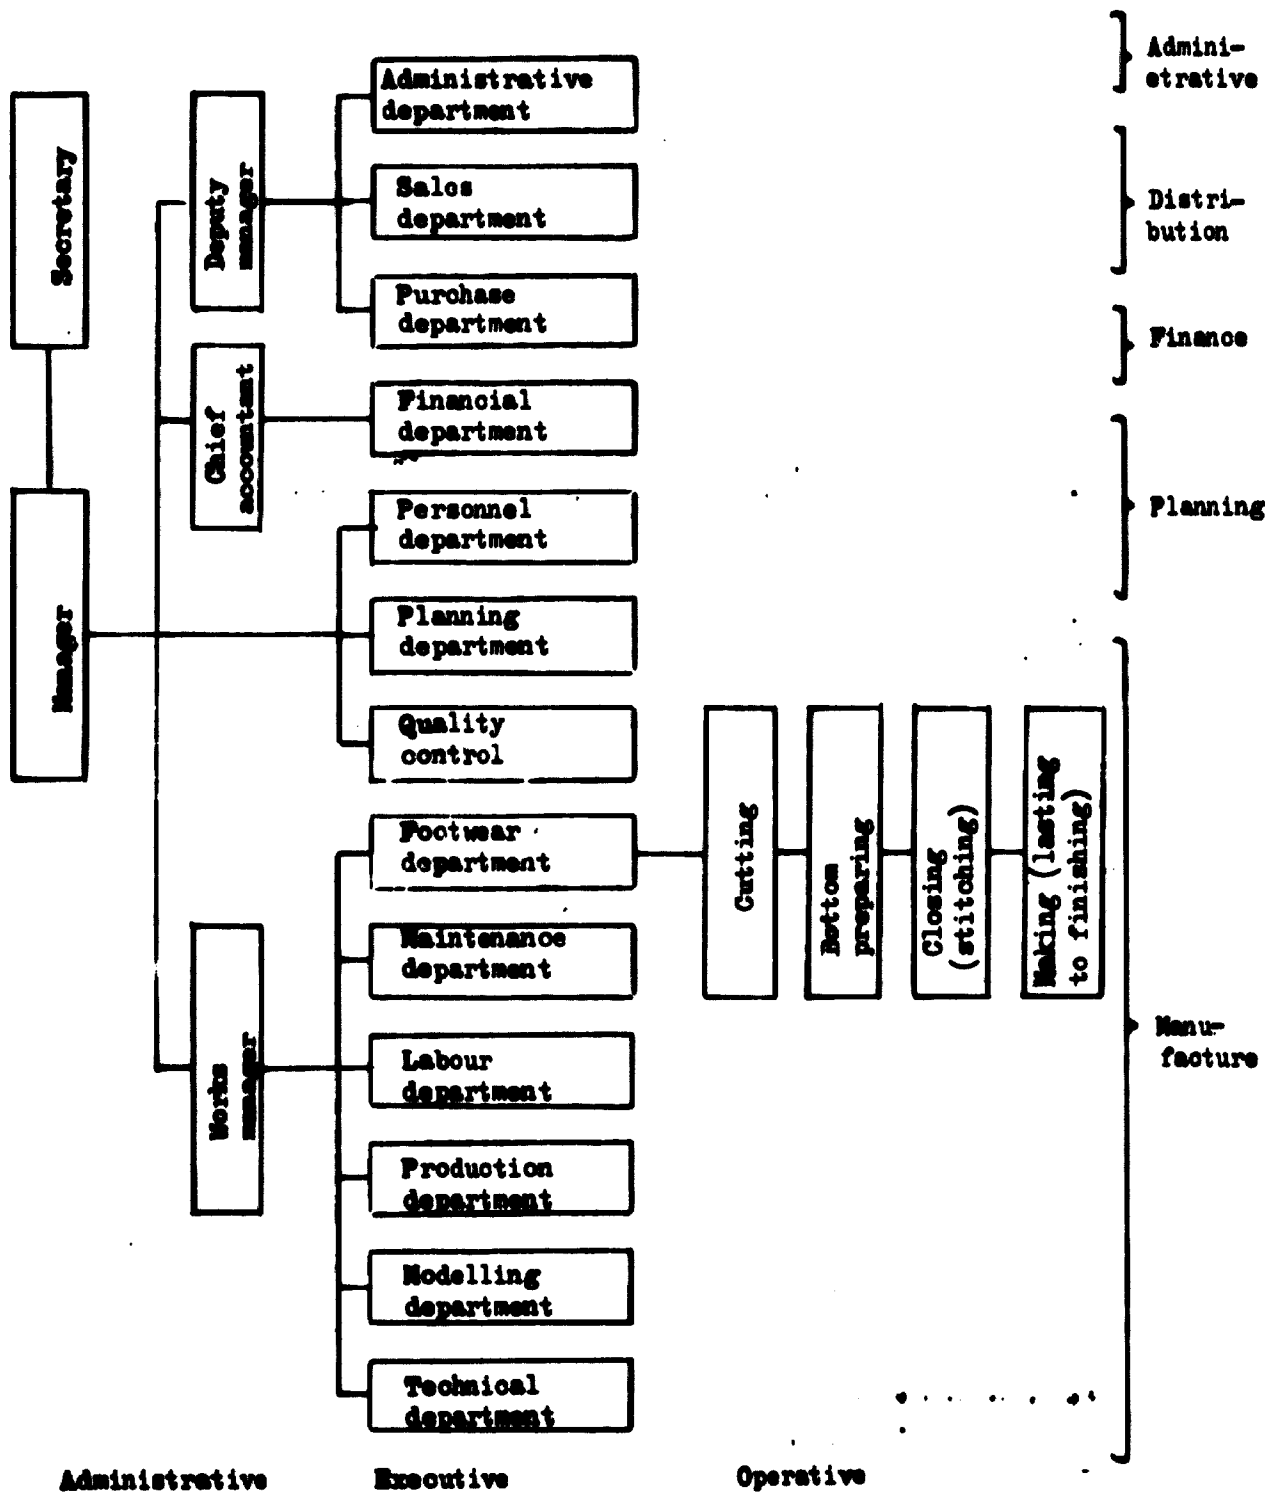 Secretary
Manager
Deputy
manager
Chief
accountant
Works
manager
Administrative
department
Sales
department
Purchase
department
Financial
department
Personnel
department
Planning
department
Quality
control
Footwear
department
Maintenance
department
Labour
department
Production
department
Modelling
department
Technical
department
Cutting
Bottom
preparing
Closing
(stitching)
Making (lasting
to finishing)
Admini-
strative
Distri-
bution
Finance
Planning
Manu-
facture
Administrative
Executive
Operative